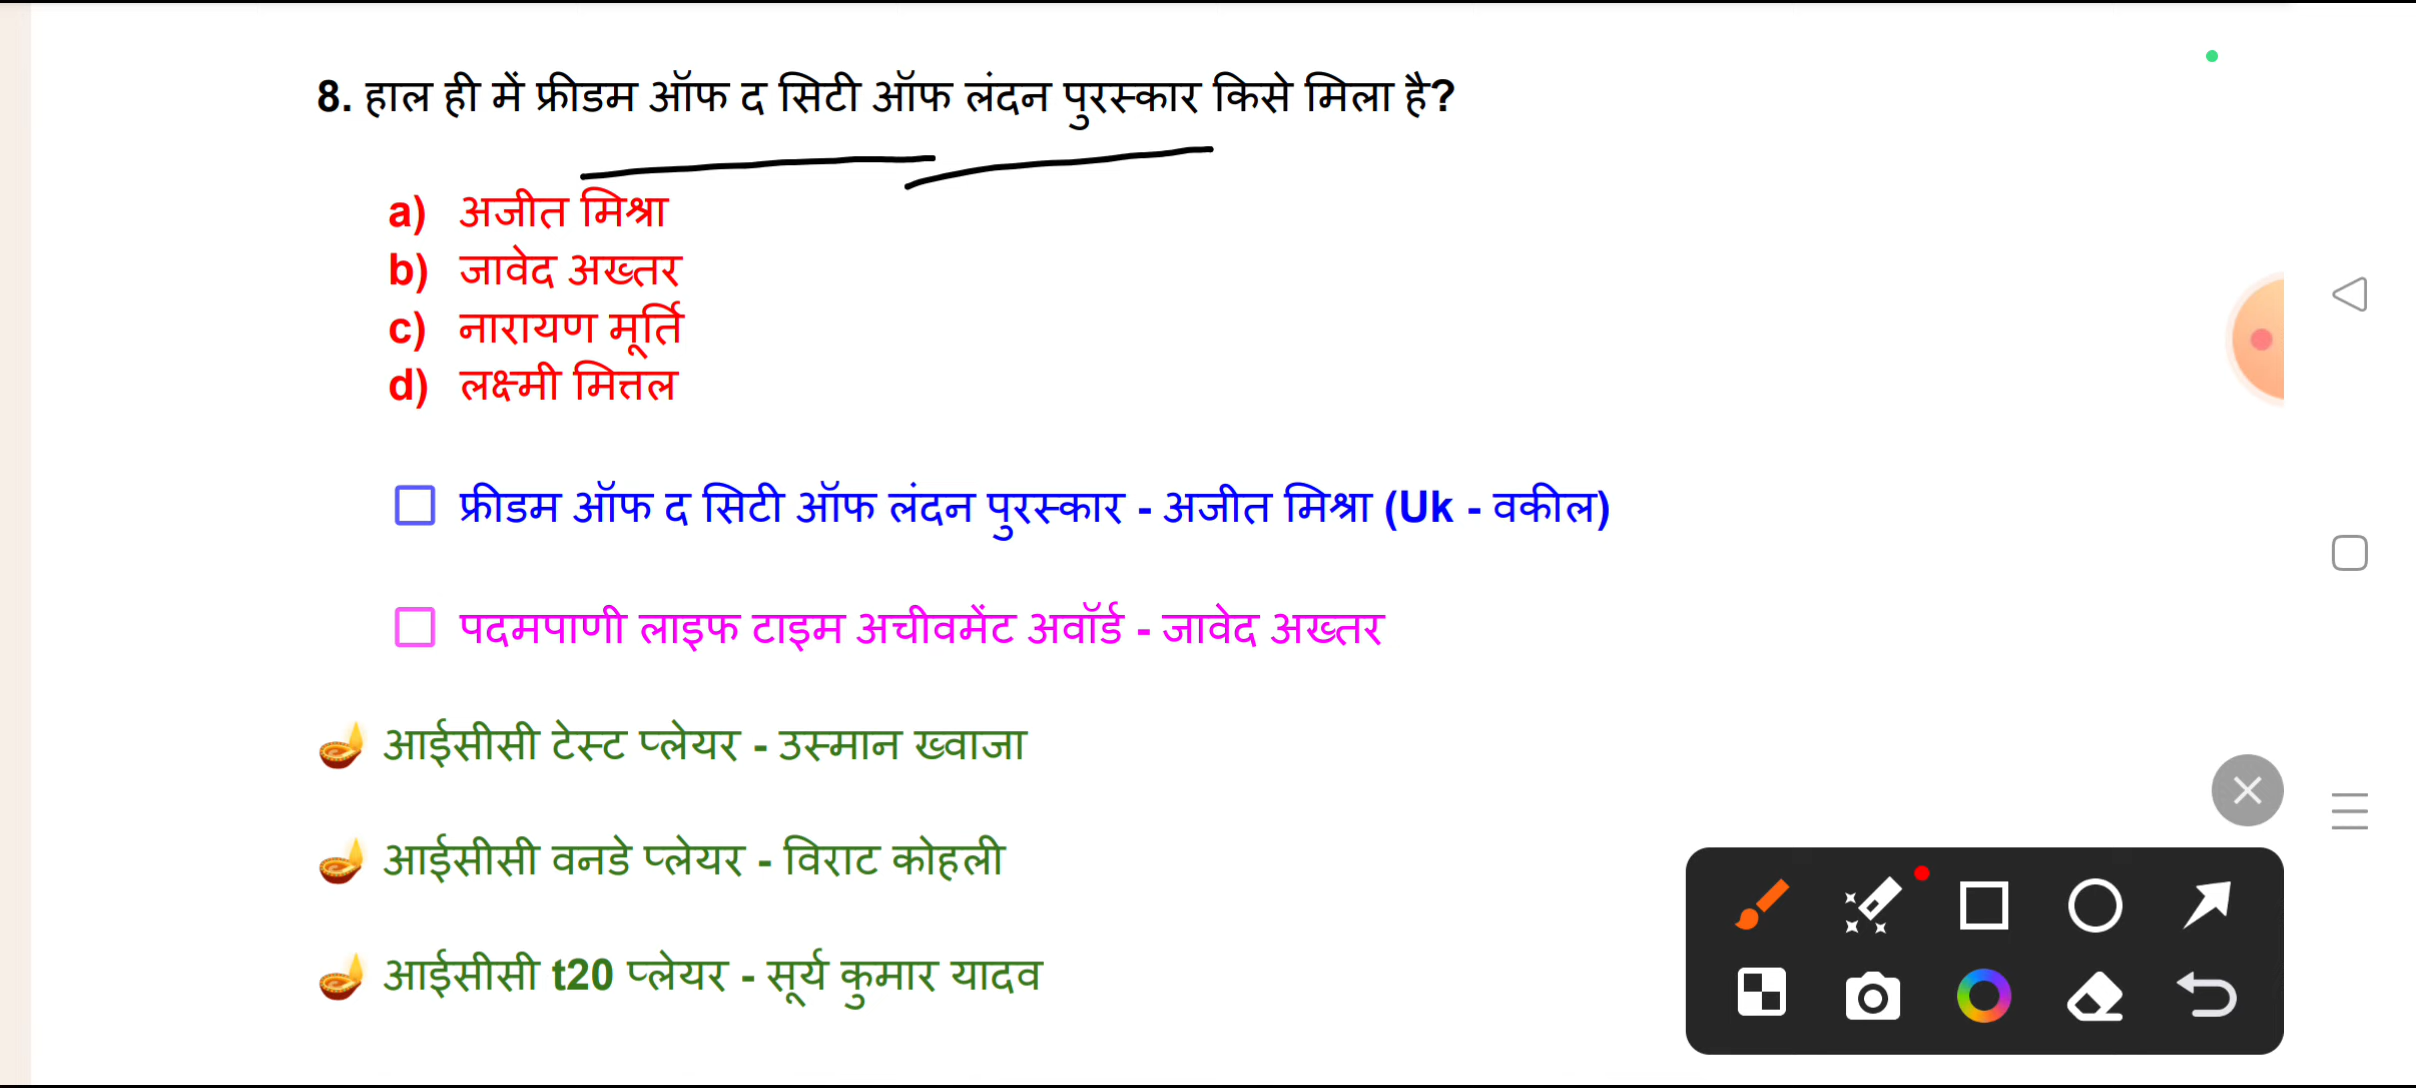 8. हाल ही में फ्रीडम ऑफ द सिटी ऑफ लंदन पुरस्कार किसे मिला है?
a) अजीत मिश्रा
b) जावेद अख्तर
c) नारायण मूर्ति
d) लक्ष्मी मित्तल
फ्रीडम ऑफ द सिटी ऑफ लंदन पुरस्कार - अजीत मिश्रा (Uk - वकील)
पदमपाणी लाइफ टाइम अचीवमेंट अवॉर्ड - जावेद अख्तर
आईसीसी टेस्ट प्लेयर - उस्मान ख्वाजा
आईसीसी वनडे प्लेयर - विराट कोहली
आईसीसी t20 प्लेयर - सूर्य कुमार यादव